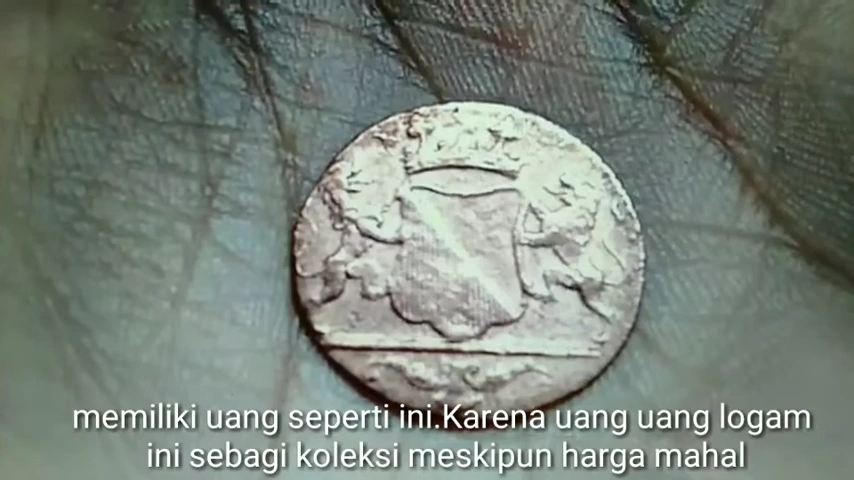 memiliki uang seperti ini.Karena uang uang logam
ini sebagi koleksi meskipun harga mahal